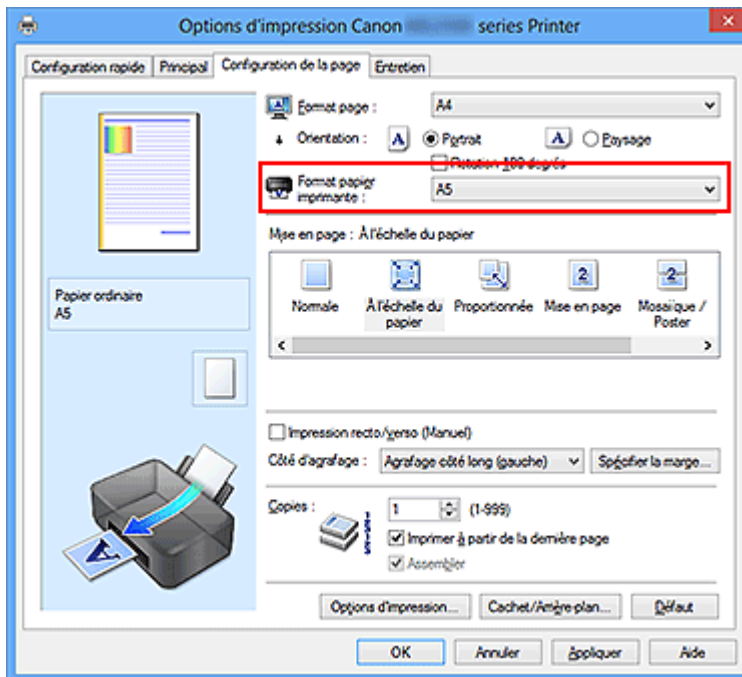 Options d'impression Canon series Printer
Configuration rapide Principal Configuration de la page Entretien
Format page : A4
Orientation : A Portrait A Paysage
Rotation 180 degrés
Format papier imprimante : A5
Mise en page : À l'échelle du papier
Normale À l'échelle du papier Proportionnée Mise en page Mosaïque / Poster
Papier ordinaire
A5
Impression recto/verso (Manuel)
Côté d'agrafage : Agrafage côté long (gauche) Spécifier la marge...
Copies : 1 (1-999)
Imprimer à partir de la dernière page
Assembler
Options d'impression... Cachet/Arrière-plan... Défaut
OK Annuler Appliquer Aide